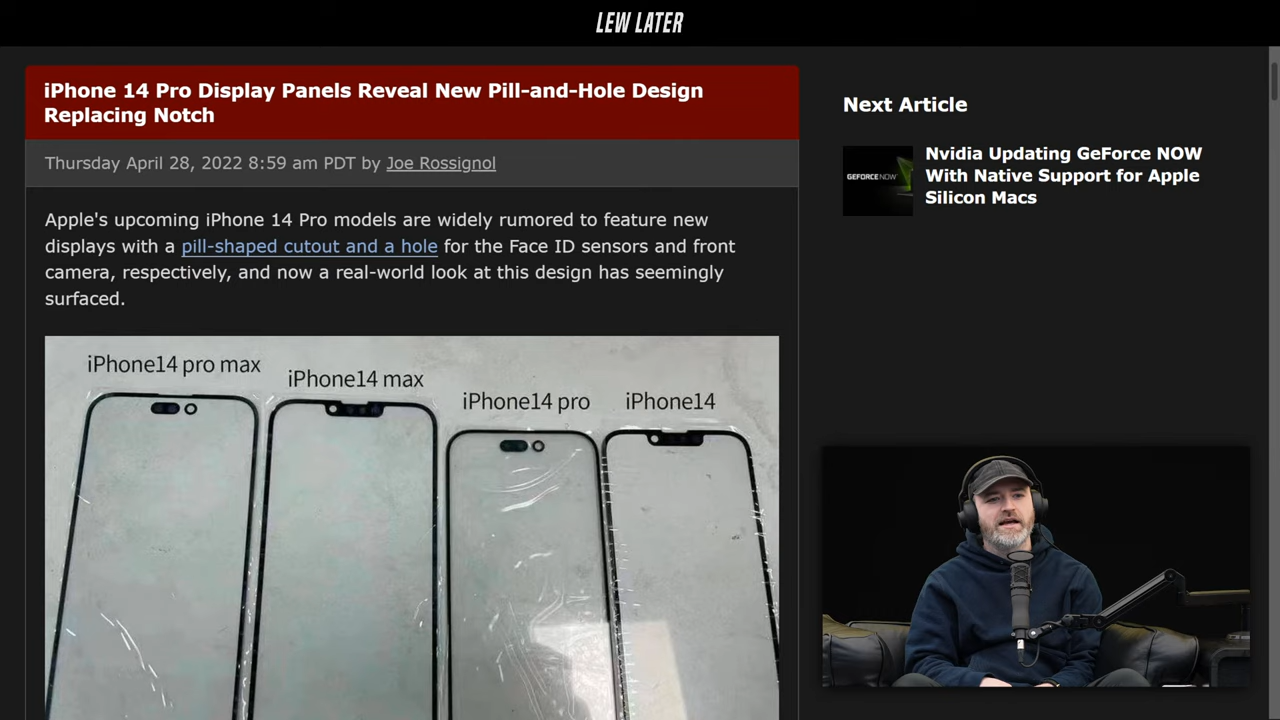 LEW LATER
iPhone 14 Pro Display Panels Reveal New Pill-and-Hole Design
Replacing Notch
Thursday April 28, 2022 8:59 am PDT by Joe Rossignol
Apple's upcoming iPhone 14 Pro models are widely rumored to feature new
displays with a pill-shaped cutout and a hole for the Face ID sensors and front
camera, respectively, and now a real-world look at this design has seemingly
surfaced.
iPhone14 pro max
iPhone14 max
iPhone14 pro
iPhone14
Next Article
GEFORCE NOW
Nvidia Updating GeForce NOW
With Native Support for Apple
Silicon Macs